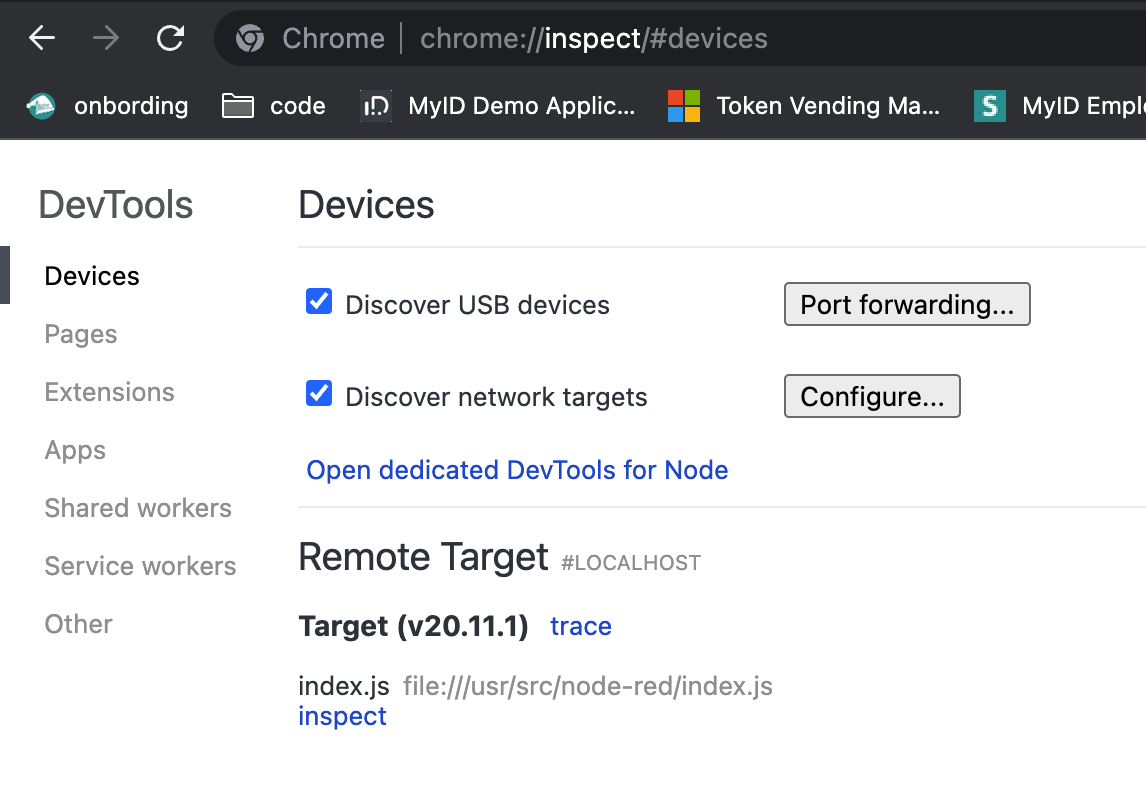 Chrome | chrome://inspect/#devices
onbording code MyID Demo Applic... Token Vending Ma... MyID Empl
DevTools
Devices
Pages
Extensions
Apps
Shared workers
Service workers
Other
Devices
Discover USB devices Port forwarding...
Discover network targets Configure...
Open dedicated DevTools for Node
Remote Target #LOCALHOST
Target (v20.11.1) trace
index.js file:///usr/src/node-red/index.js
inspect